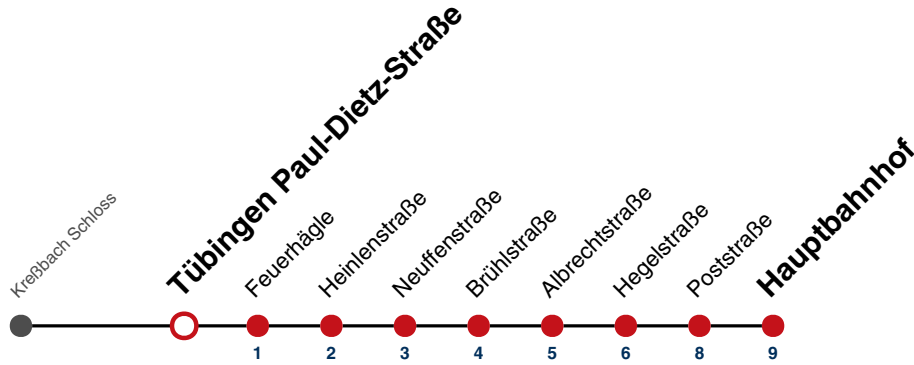 Kreßbach Schloss
Tübingen Paul-Dietz-Straße
Feuerhägle
Heinlenstraße
Neuffenstraße
Brühlstraße
Albrechtstraße
Hegelstraße
Poststraße
Hauptbahnhof
1 2 3 4 5 6 8 9